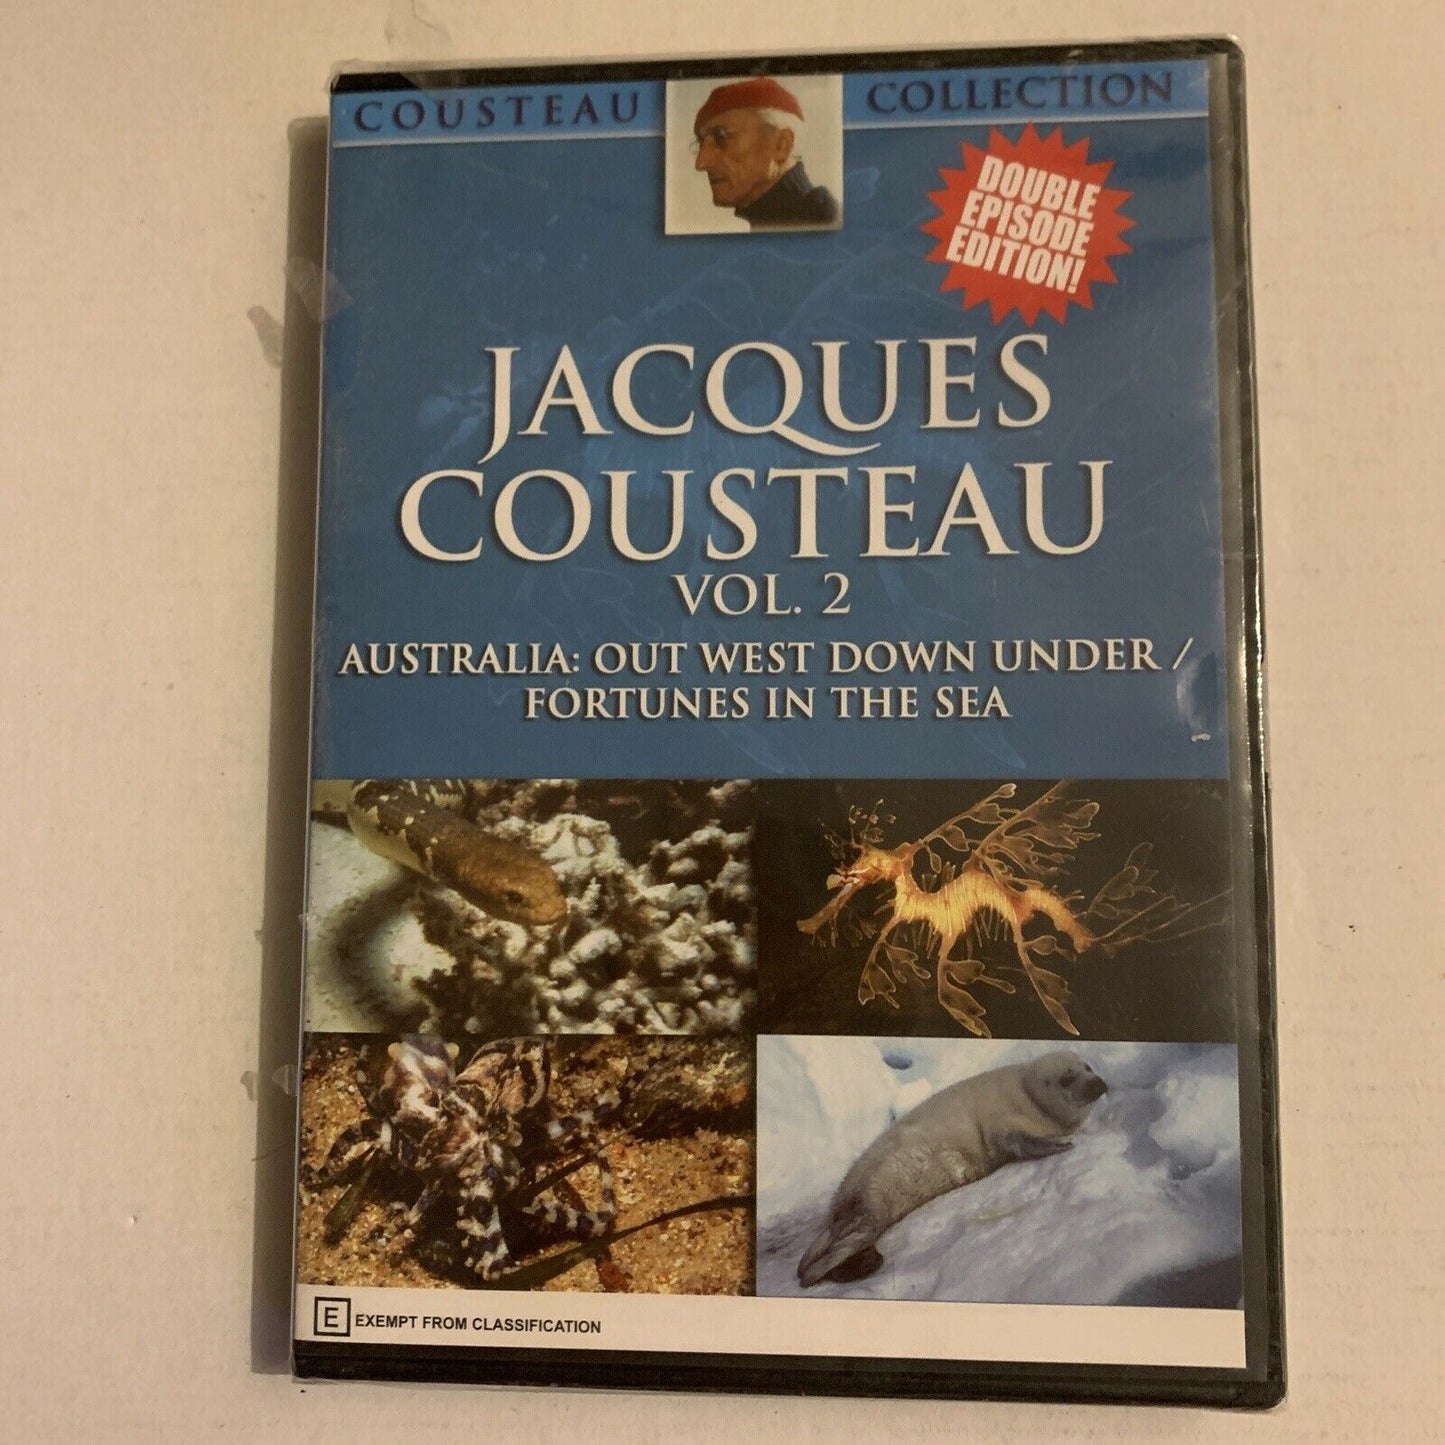 COUSTEAU COLLECTION
DOUBLE
EPISODE
EDITION!
JACQUES
COUSTEAU
VOL. 2
AUSTRALIA: OUT WEST DOWN UNDER /
FORTUNES IN THE SEA
E EXEMPT FROM CLASSIFICATION